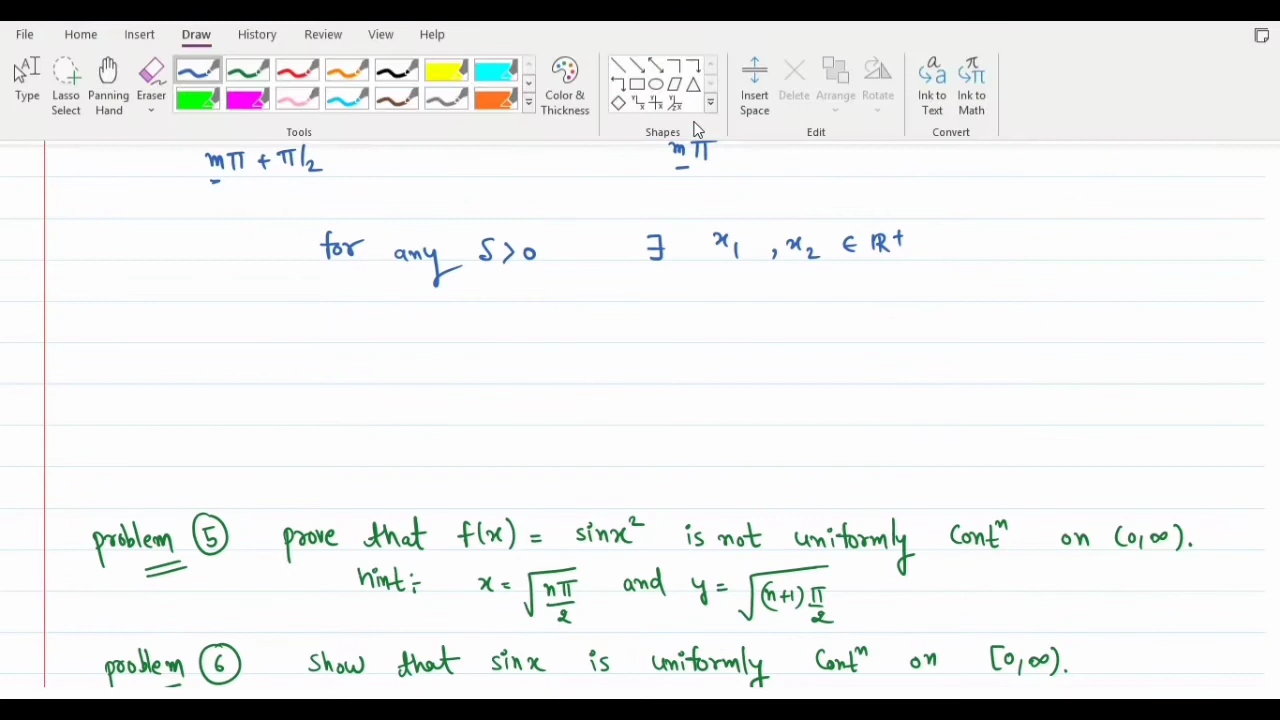 File Home Insert Draw History Review View Help
Type Lasso Select Panning Hand Eraser Color & Thickness Insert Space Delete Arrange Rotate Ink to Text Ink to Math
Tools Shapes Edit Convert
mπ + π/2 mπ
for any δ>0 ∃ x₁ , x₂ ∈ ℝ⁺
problem ⑤ prove that f(x) = sinx² is not uniformly contⁿ on (0,∞).
hint:- x = √(nπ/2) and y = √((n+1)π/2)
problem ⑥ show that sinx is uniformly contⁿ on [0,∞).